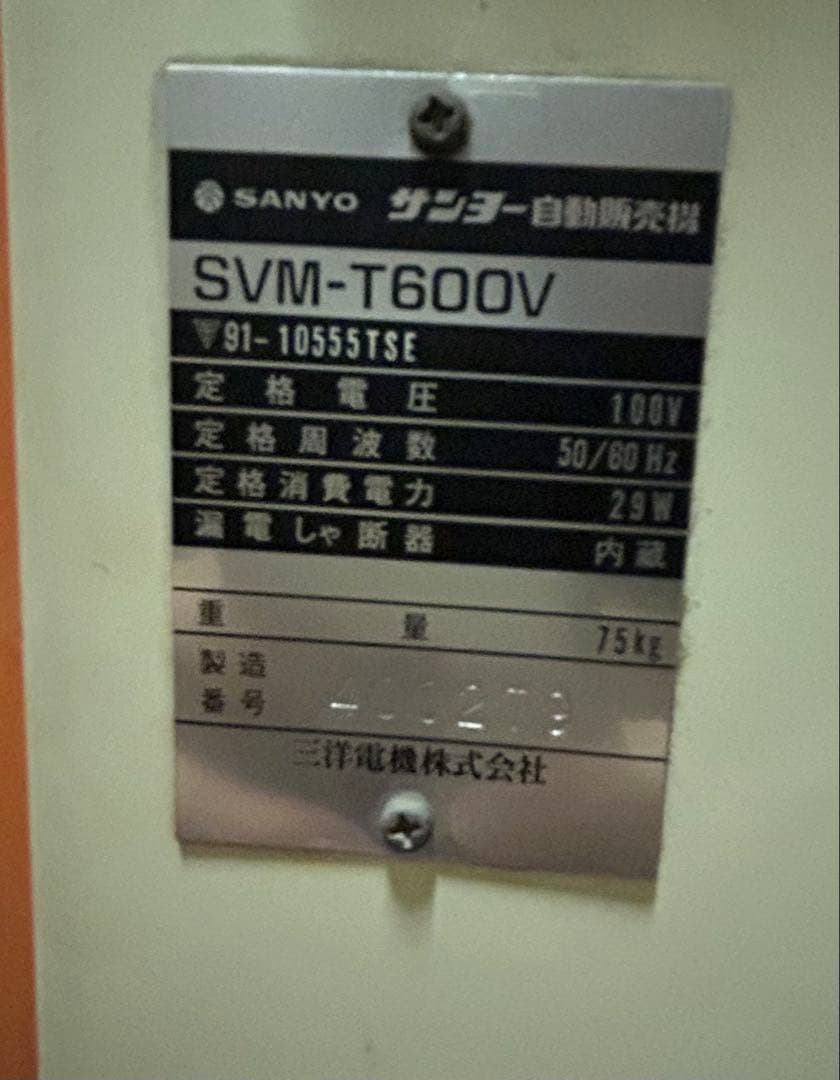 SANYO サンヨー自動販売機
SVM-T600V
▽91-10555TSE
定格電圧 100V
定格周波数 50/60Hz
定格消費電力 29W
漏電しゃ断器 内蔵
重量 75kg
製造
番号
三洋電機株式会社